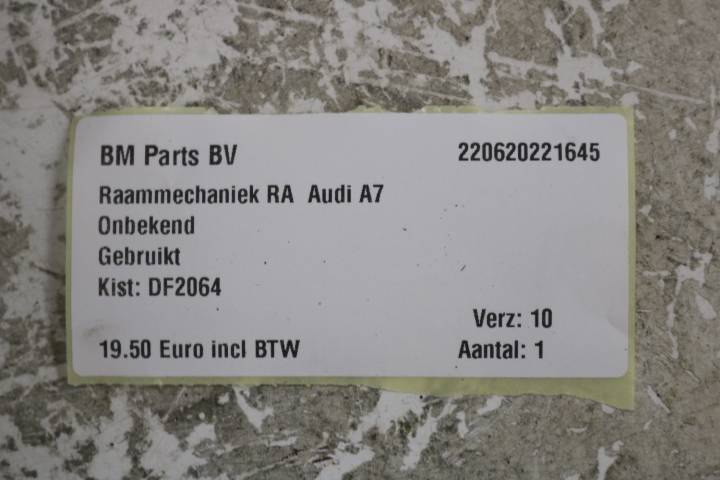 BM Parts BV 220620221645
Raammechaniek RA Audi A7
Onbekend
Gebruikt
Kist: DF2064
Verz: 10
19.50 Euro incl BTW Aantal: 1